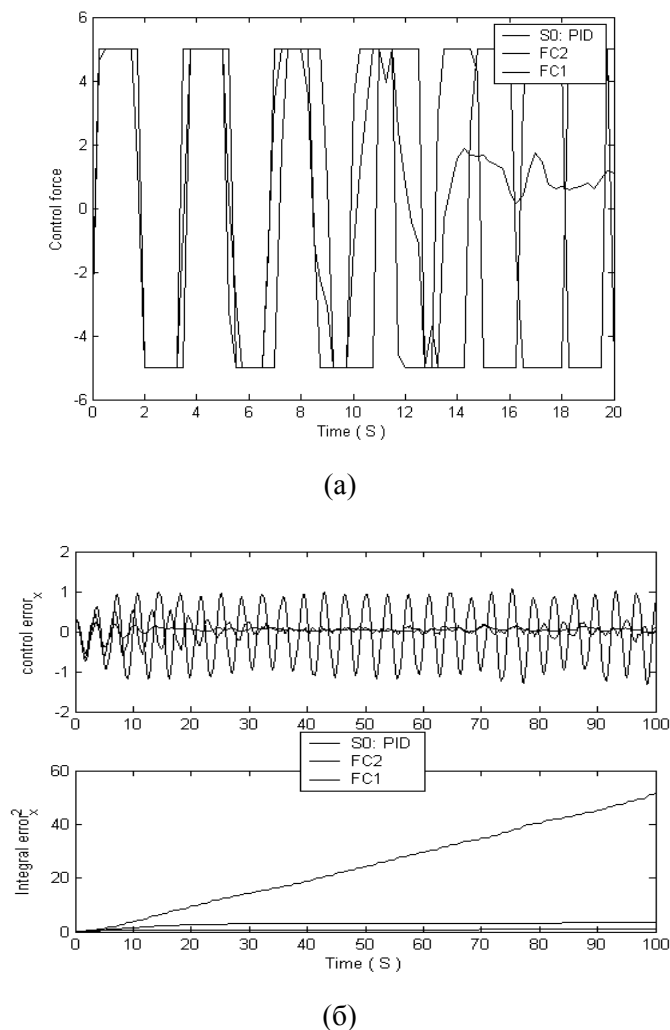 6
4
2
0
-2
-4
-6
Control force
S0: PID
FC2
FC1
0 2 4 6 8 10 12 14 16 18 20
Time ( S )
(a)
2
1
0
-1
-2
control error x
0 10 20 30 40 50 60 70 80 90 100
S0: PID
FC2
FC1
60
40
20
0
Integral error 2 x
0 10 20 30 40 50 60 70 80 90 100
Time ( S )
(б)